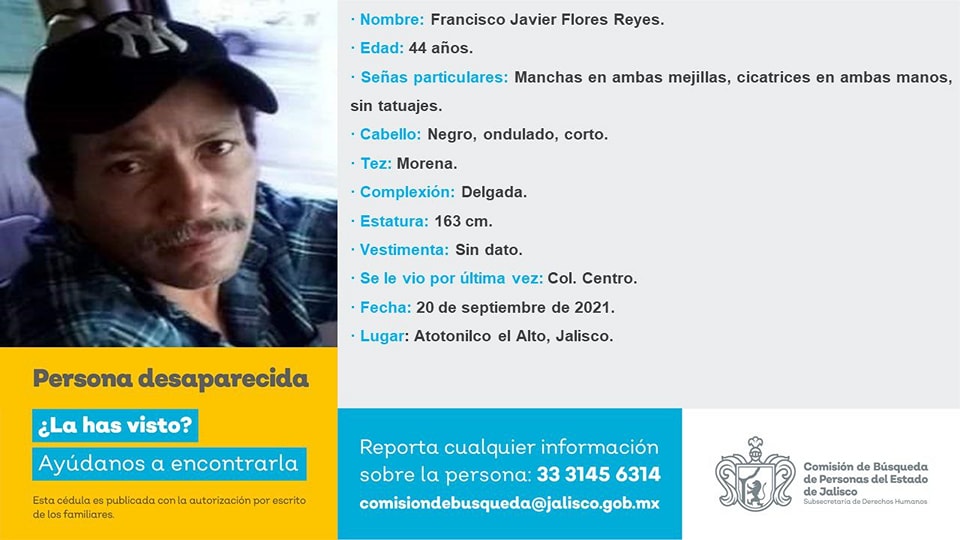 NY
· Nombre: Francisco Javier Flores Reyes.
· Edad: 44 años.
· Señas particulares: Manchas en ambas mejillas, cicatrices en ambas manos,
sin tatuajes.
· Cabello: Negro, ondulado, corto.
· Tez: Morena.
· Complexión: Delgada.
· Estatura: 163 cm.
· Vestimenta: Sin dato.
· Se le vio por última vez: Col. Centro.
· Fecha: 20 de septiembre de 2021.
· Lugar: Atotonilco el Alto, Jalisco.
Persona desaparecida
¿La has visto?
Ayúdanos a encontrarla
Esta cédula es publicada con la autorización por escrito
de los familiares.
Reporta cualquier información
sobre la persona: 33 3145 6314
comisiondebusqueda@jalisco.gob.mx
Comisión de Búsqueda
de Personas del Estado
de Jalisco
Subsecretaría de Derechos Humanos